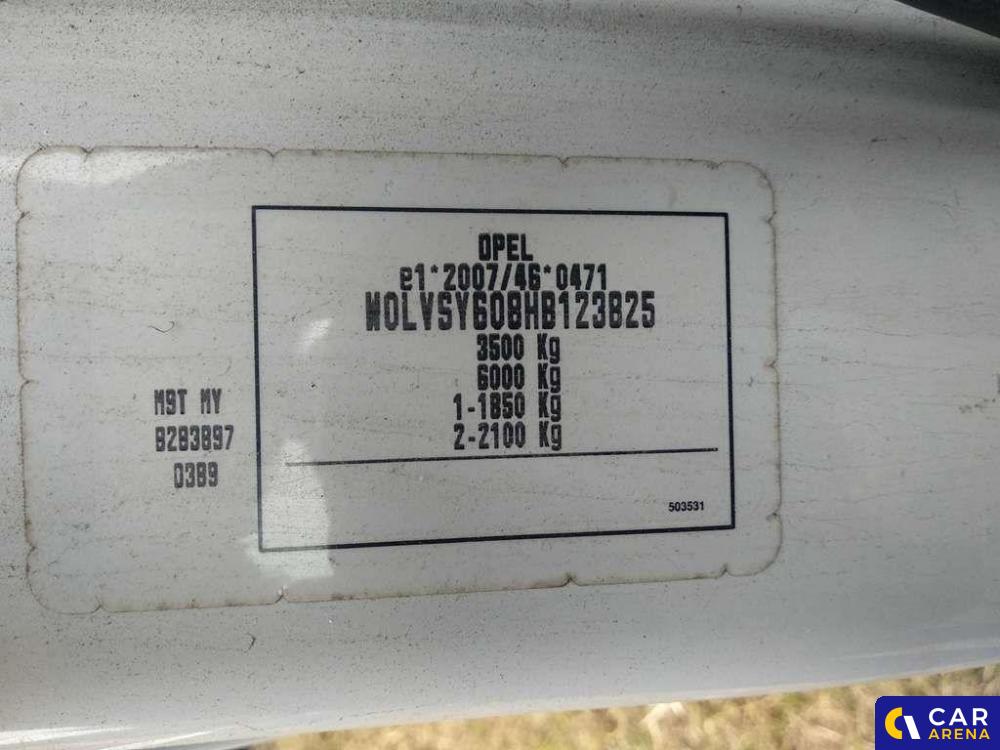 OPEL
e1*2007/46*0471
W0LVSY608HB123825
3500 Kg
6000 Kg
1-1850 Kg
2-2100 Kg
M9T MY
8283897
0389
503531
CAR
ARENA